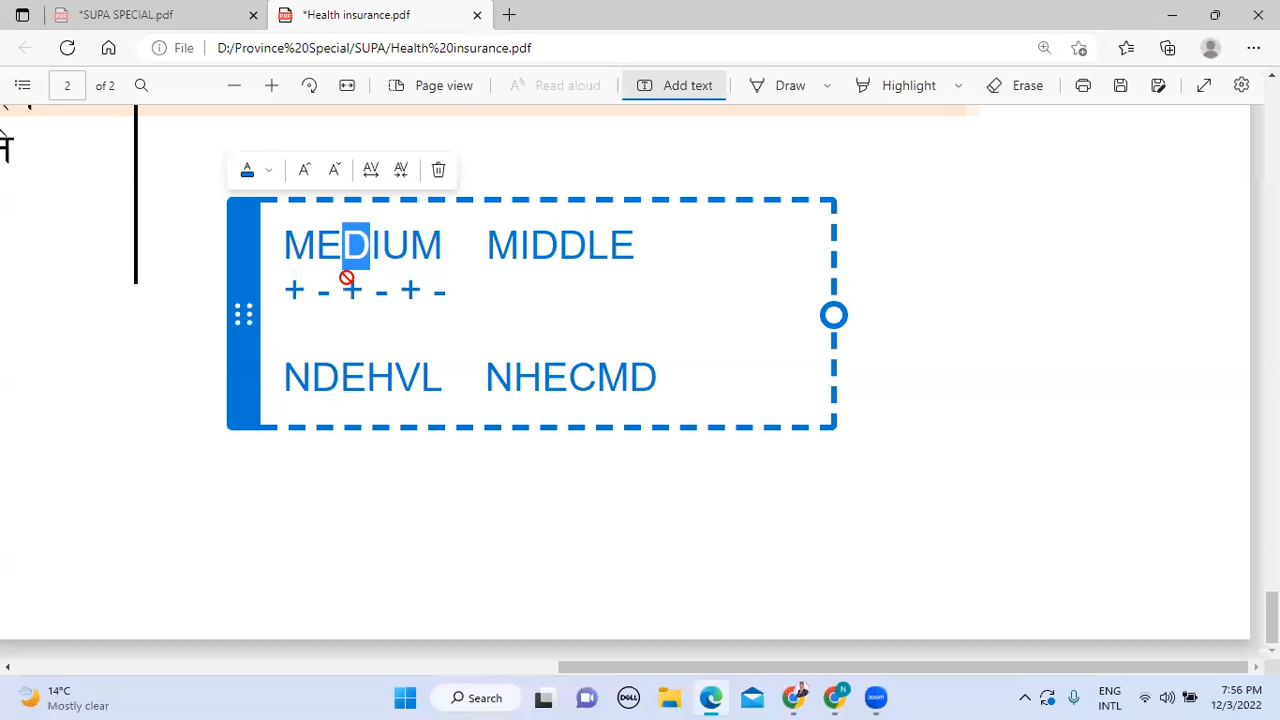 *SUPA SPECIAL.pdf
*Health insurance.pdf
File D:/Province%20Special/SUPA/Health%20insurance.pdf
2 of 2
Page view
Read aloud
Add text
Draw
Highlight
Erase
MEDIUM MIDDLE
+ - + - + -
NDEHVL NHECMD
14°C
Mostly clear
Search
DELL
zoom
ENG
INTL
7:56 PM
12/3/2022